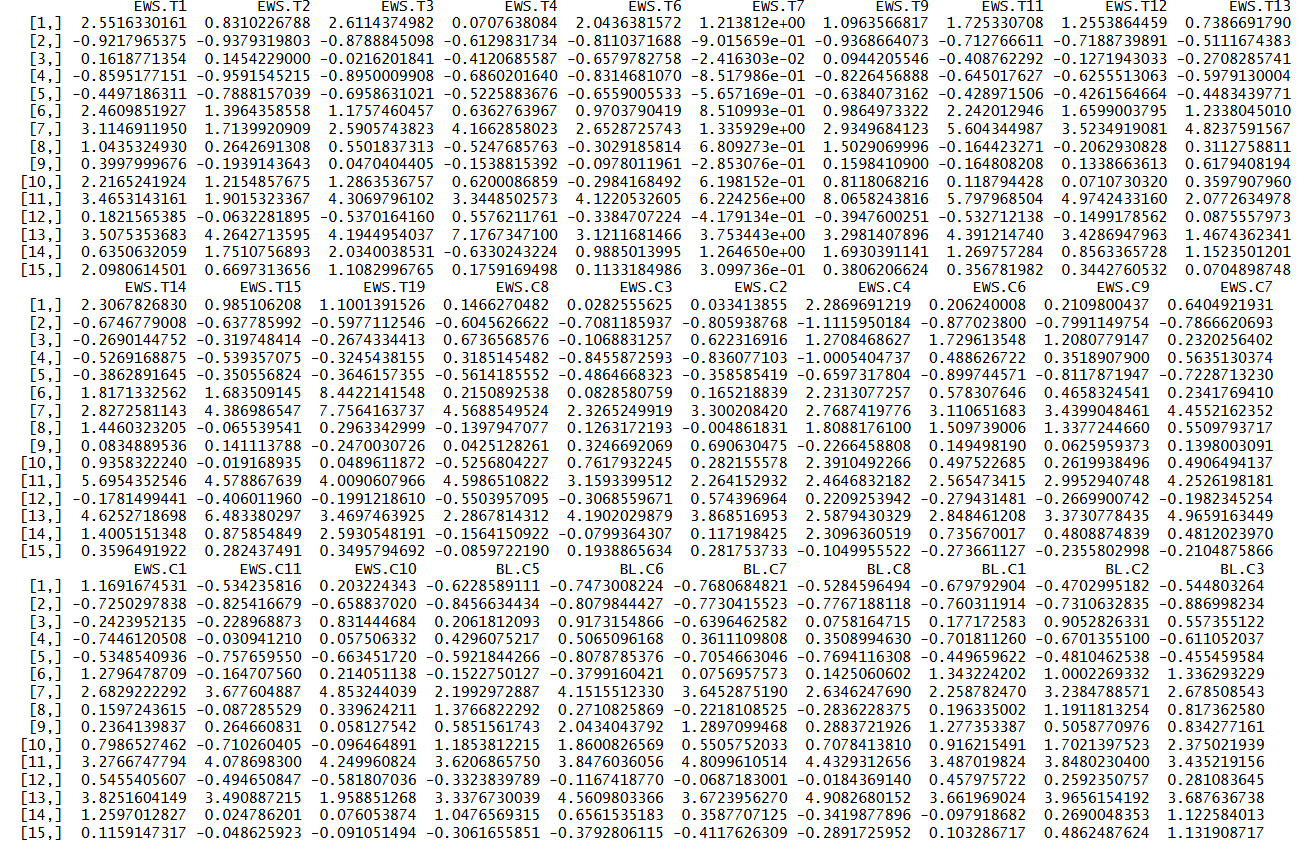 EWS.T1 EWS.T2 EWS.T3 EWS.T4 EWS.T6 EWS.T7 EWS.T9 EWS.T11 EWS.T12 EWS.T13
[1,] 2.5516330161 0.8310226788 2.6114374982 0.0707638084 2.0436381572 1.213812e+00 1.0963566817 1.725330708 1.2553864459 0.7386691790
[2,] -0.9217965375 -0.9379319803 -0.8788845098 -0.6129831734 -0.8110371688 -9.015659e-01 -0.9368664073 -0.712766611 -0.7188739891 -0.5111674383
[3,] 0.1618771354 0.1454229000 -0.0216201841 -0.4120685587 -0.6579782758 -2.416303e-02 0.0944205546 -0.408762292 -0.1271943033 -0.2708285741
[4,] -0.8595177151 -0.9591545215 -0.8950009908 -0.6860201640 -0.8314681070 -8.517986e-01 -0.8226456888 -0.645017627 -0.6255513063 -0.5979130004
[5,] -0.4497186311 -0.7888157039 -0.6958631021 -0.5225883676 -0.6559005533 -5.657169e-01 -0.6384073162 -0.428971506 -0.4261564664 -0.4483439771
[6,] 2.4609851927 1.3964358558 1.1757460457 0.6362763967 0.9703790419 8.510993e-01 0.9864973322 2.242012946 1.6599003795 1.2338045010
[7,] 3.1146911950 1.7139920909 2.5905743823 4.1662858023 2.6528725743 1.335929e+00 2.9349684123 5.604344987 3.5234919081 4.8237591567
[8,] 1.0435324930 0.2642691308 0.5501837313 -0.5247685763 -0.3029185814 6.809273e-01 1.5029069996 -0.164423271 -0.2062930828 0.3112758811
[9,] 0.3997999676 -0.1939143643 0.0470404405 -0.1538815392 -0.0978011961 -2.853076e-01 0.1598410900 -0.164808208 0.1338663613 0.6179408194
[10,] 2.2165241924 1.2154857675 1.2863536757 0.6200086859 -0.2984168492 6.198152e-01 0.8118068216 0.118794428 0.0710730320 0.3597907960
[11,] 3.4653143161 1.9015323367 4.3069796102 3.3448502573 4.1220532605 6.224256e+00 8.0658243816 5.797968504 4.9742433160 2.0772634978
[12,] 0.1821565385 -0.0632281895 -0.5370164160 0.5576211761 -0.3384707224 -4.179134e-01 -0.3947600251 -0.532712138 -0.1499178562 0.0875557973
[13,] 3.5075353683 4.2642713595 4.1944954037 7.1767347100 3.1211681466 3.753443e+00 3.2981407896 4.391214740 3.4286947963 1.4674362341
[14,] 0.6350632059 1.7510756893 2.0340038531 -0.6330243224 0.9885013995 1.264650e+00 1.6930391141 1.269757284 0.8563365728 1.1523501201
[15,] 2.0980614501 0.6697313656 1.1082996765 0.1759169498 0.1133184986 3.099736e-01 0.3806206624 0.356781982 0.3442760532 0.0704898748
EWS.T14 EWS.T15 EWS.T19 EWS.C8 EWS.C3 EWS.C2 EWS.C4 EWS.C6 EWS.C9 EWS.C7
[1,] 2.3067826830 0.985106208 1.1001391526 0.1466270482 0.0282555625 0.033413855 2.2869691219 0.206240008 0.2109800437 0.6404921931
[2,] -0.6746779008 -0.637785992 -0.5977112546 -0.6045626622 -0.7081185937 -0.805938768 -1.1115950184 -0.877023800 -0.7991149754 -0.7866620693
[3,] -0.2690144752 -0.319748414 -0.2674334413 0.6736568576 -0.1068831257 0.622316916 1.2708468627 1.729613548 1.2080779147 0.2320256402
[4,] -0.5269168875 -0.539357075 -0.3245438155 0.3185145482 -0.8455872593 -0.836077103 -1.0005404737 0.488626722 0.3518907900 0.5635130374
[5,] -0.3862891645 -0.350556824 -0.3646157355 -0.5614185552 -0.4864668323 -0.358585419 -0.6597317804 -0.899744571 -0.8117871947 -0.7228713230
[6,] 1.8171332562 1.683509145 8.4422141548 0.2150892538 0.0828580759 0.165218839 2.2313077257 0.578307646 0.4658324541 0.2341769410
[7,] 2.8272581143 4.386986547 7.7564163737 4.5688549524 2.3265249919 3.300208420 2.7687419776 3.110651683 3.4399048461 4.4552162352
[8,] 1.4460323205 -0.065539541 0.2963342999 -0.1397947077 0.1263172193 -0.004861831 1.8088176100 1.509739006 1.3377244660 0.5509793717
[9,] 0.0834889536 0.141113788 -0.2470030726 0.0425128261 0.3246692069 0.690630475 -0.2266458808 0.149498190 0.0625959373 0.1398003091
[10,] 0.9358322240 -0.019168935 0.0489611872 -0.5256804227 0.7617932245 0.282155578 2.3910492266 0.497522685 0.2619938496 0.4906494137
[11,] 5.6954352546 4.578867639 4.0090607966 4.5986510822 3.1593399512 2.264152932 2.4646832182 2.565473415 2.9952940748 4.2526198181
[12,] -0.1781499441 -0.406011960 -0.1991218610 -0.5503957095 -0.3068559671 0.574396964 0.2209253942 -0.279431481 -0.2669900742 -0.1982345254
[13,] 4.6252718698 6.483380297 3.4697463925 2.2867814312 4.1902029879 3.868516953 2.5879430329 2.848461208 3.3730778435 4.9659163449
[14,] 1.4005151348 0.875854849 2.5930548191 -0.1564150922 -0.0799364307 0.117198425 2.3096360519 0.735670017 0.4808874839 0.4812023970
[15,] 0.3596491922 0.282437491 0.3495794692 -0.0859722190 0.1938865634 0.281753733 -0.1049955522 -0.273661127 -0.2355802998 -0.2104875866
EWS.C1 EWS.C11 EWS.C10 BL.C5 BL.C6 BL.C7 BL.C8 BL.C1 BL.C2 BL.C3
[1,] 1.1691674531 -0.534235816 0.203224343 -0.6228589111 -0.7473008224 -0.7680684821 -0.5284596494 -0.679792904 -0.4702995182 -0.544803264
[2,] -0.7250297838 -0.825416679 -0.658837020 -0.8456634434 -0.8079844427 -0.7730415523 -0.7767188118 -0.760311914 -0.7310632835 -0.886998234
[3,] -0.2423952135 -0.228968873 0.831444684 0.2061812093 0.9173154866 -0.6396462582 0.0758164715 0.177172583 0.9052826331 0.557355122
[4,] -0.7446120508 -0.030941210 0.057506332 0.4296075217 0.5065096168 0.3611109808 0.3508994630 -0.701811260 -0.6701355100 -0.611052037
[5,] -0.5348540936 -0.757659550 -0.663451720 -0.5921844266 -0.8078785376 -0.7054663046 -0.7694116308 -0.449659622 -0.4810462538 -0.455459584
[6,] 1.2796478709 -0.164707560 0.214051138 -0.1522750127 -0.3799160421 0.0756957573 0.1425060602 1.343224202 1.0002269332 1.336293229
[7,] 2.6829222292 3.677604887 4.853244039 2.1992972887 4.1515512330 3.6452875190 2.6346247690 2.258782470 3.2384788571 2.678508543
[8,] 0.1597243615 -0.087285529 0.339624211 1.3766822292 0.2710825869 -0.2218108525 -0.2836228375 0.196335002 1.1911813254 0.817362580
[9,] 0.2364139837 0.264660831 0.058127542 0.5851561743 2.0434043792 1.2897099468 0.2883721926 1.277353387 0.5058770976 0.834277161
[10,] 0.7986527462 -0.710260405 -0.096464891 1.1853812215 1.8600826569 0.5505752033 0.7078413810 0.916215491 1.7021397523 2.375021939
[11,] 3.2766747794 4.078698300 4.249960824 3.6206865750 3.8476036056 4.8099610514 4.4329312656 3.487019824 3.8480230400 3.435219156
[12,] 0.5455405607 -0.494650847 -0.581807036 -0.3323839789 -0.1167418770 -0.0687183001 -0.0184369140 0.457975722 0.2592350757 0.281083645
[13,] 3.8251604149 3.490887215 1.958851268 3.3376730039 4.5609803366 3.6723956270 4.9082680152 3.661969024 3.9656154192 3.687636738
[14,] 1.2597012827 0.024786201 0.076053874 1.0476569315 0.6561535183 0.3587707125 -0.3419877896 -0.097918682 0.2690048353 1.122584013
[15,] 0.1159147317 -0.048625923 -0.091051494 -0.3061655851 -0.3792806115 -0.4117626309 -0.2891725952 0.103286717 0.4862487624 1.131908717